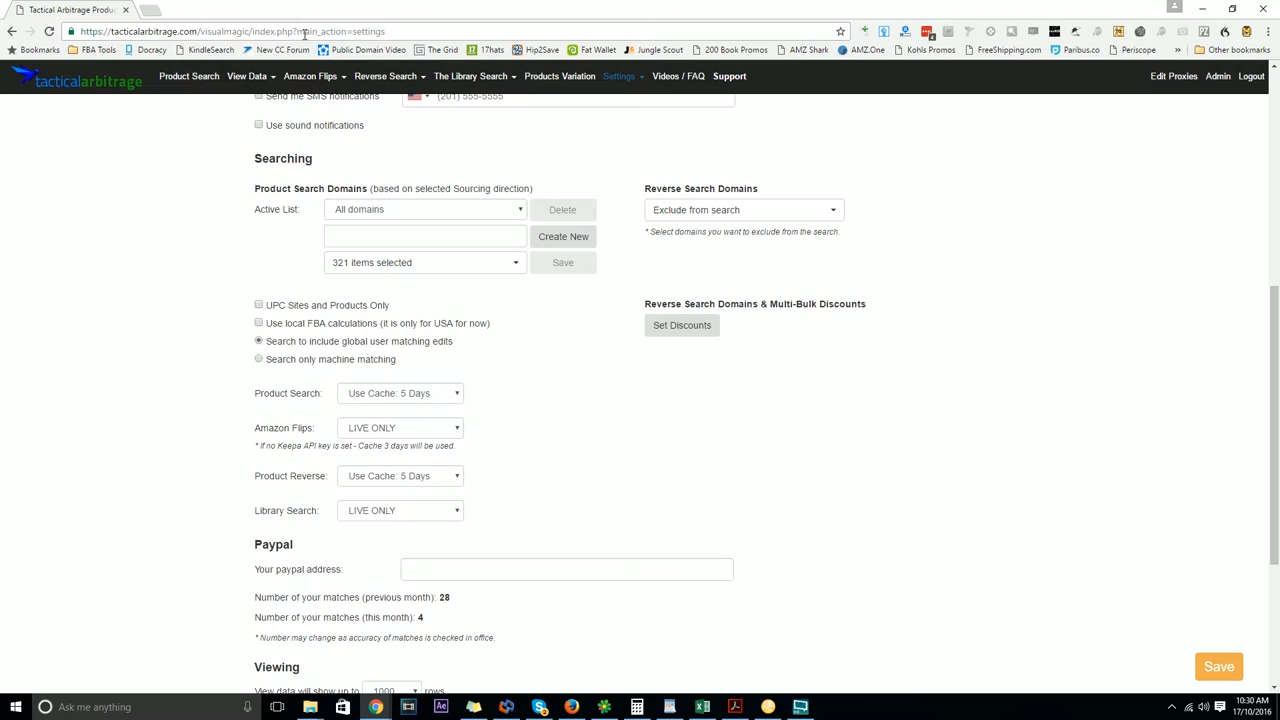 Tactical Arbitrage Produ
https://tacticalarbitrage.com/visualmagic/index.php?main_action=settings
Bookmarks FBA Tools Docracy KindleSearch New CC Forum Public Domain Video The Grid 17hats Hip2Save Fat Wallet Jungle Scout 200 Book Promos AMZ Shark AMZ.One Kohls Promos FreeShipping.com Paribus.co Periscope » Other bookmarks
tacticalarbitrage Product Search View Data Amazon Flips Reverse Search The Library Search Products Variation Settings Videos / FAQ Support Edit Proxies Admin Logout
Send me SMS notifications (201) 555-5555
Use sound notifications
Searching
Product Search Domains (based on selected Sourcing direction) Reverse Search Domains
Active List: All domains Delete Exclude from search
* Select domains you want to exclude from the search.
Create New
321 items selected Save
UPC Sites and Products Only Reverse Search Domains & Multi-Bulk Discounts
Use local FBA calculations (it is only for USA for now) Set Discounts
Search to include global user matching edits
Search only machine matching
Product Search: Use Cache: 5 Days
Amazon Flips: LIVE ONLY
* If no Keepa API key is set - Cache 3 days will be used.
Product Reverse: Use Cache: 5 Days
Library Search: LIVE ONLY
Paypal
Your paypal address:
Number of your matches (previous month): 28
Number of your matches (this month): 4
* Number may change as accuracy of matches is checked in office.
Viewing
Save
View data will show up to 1000 rows
Ask me anything
10:30 AM
17/10/2016